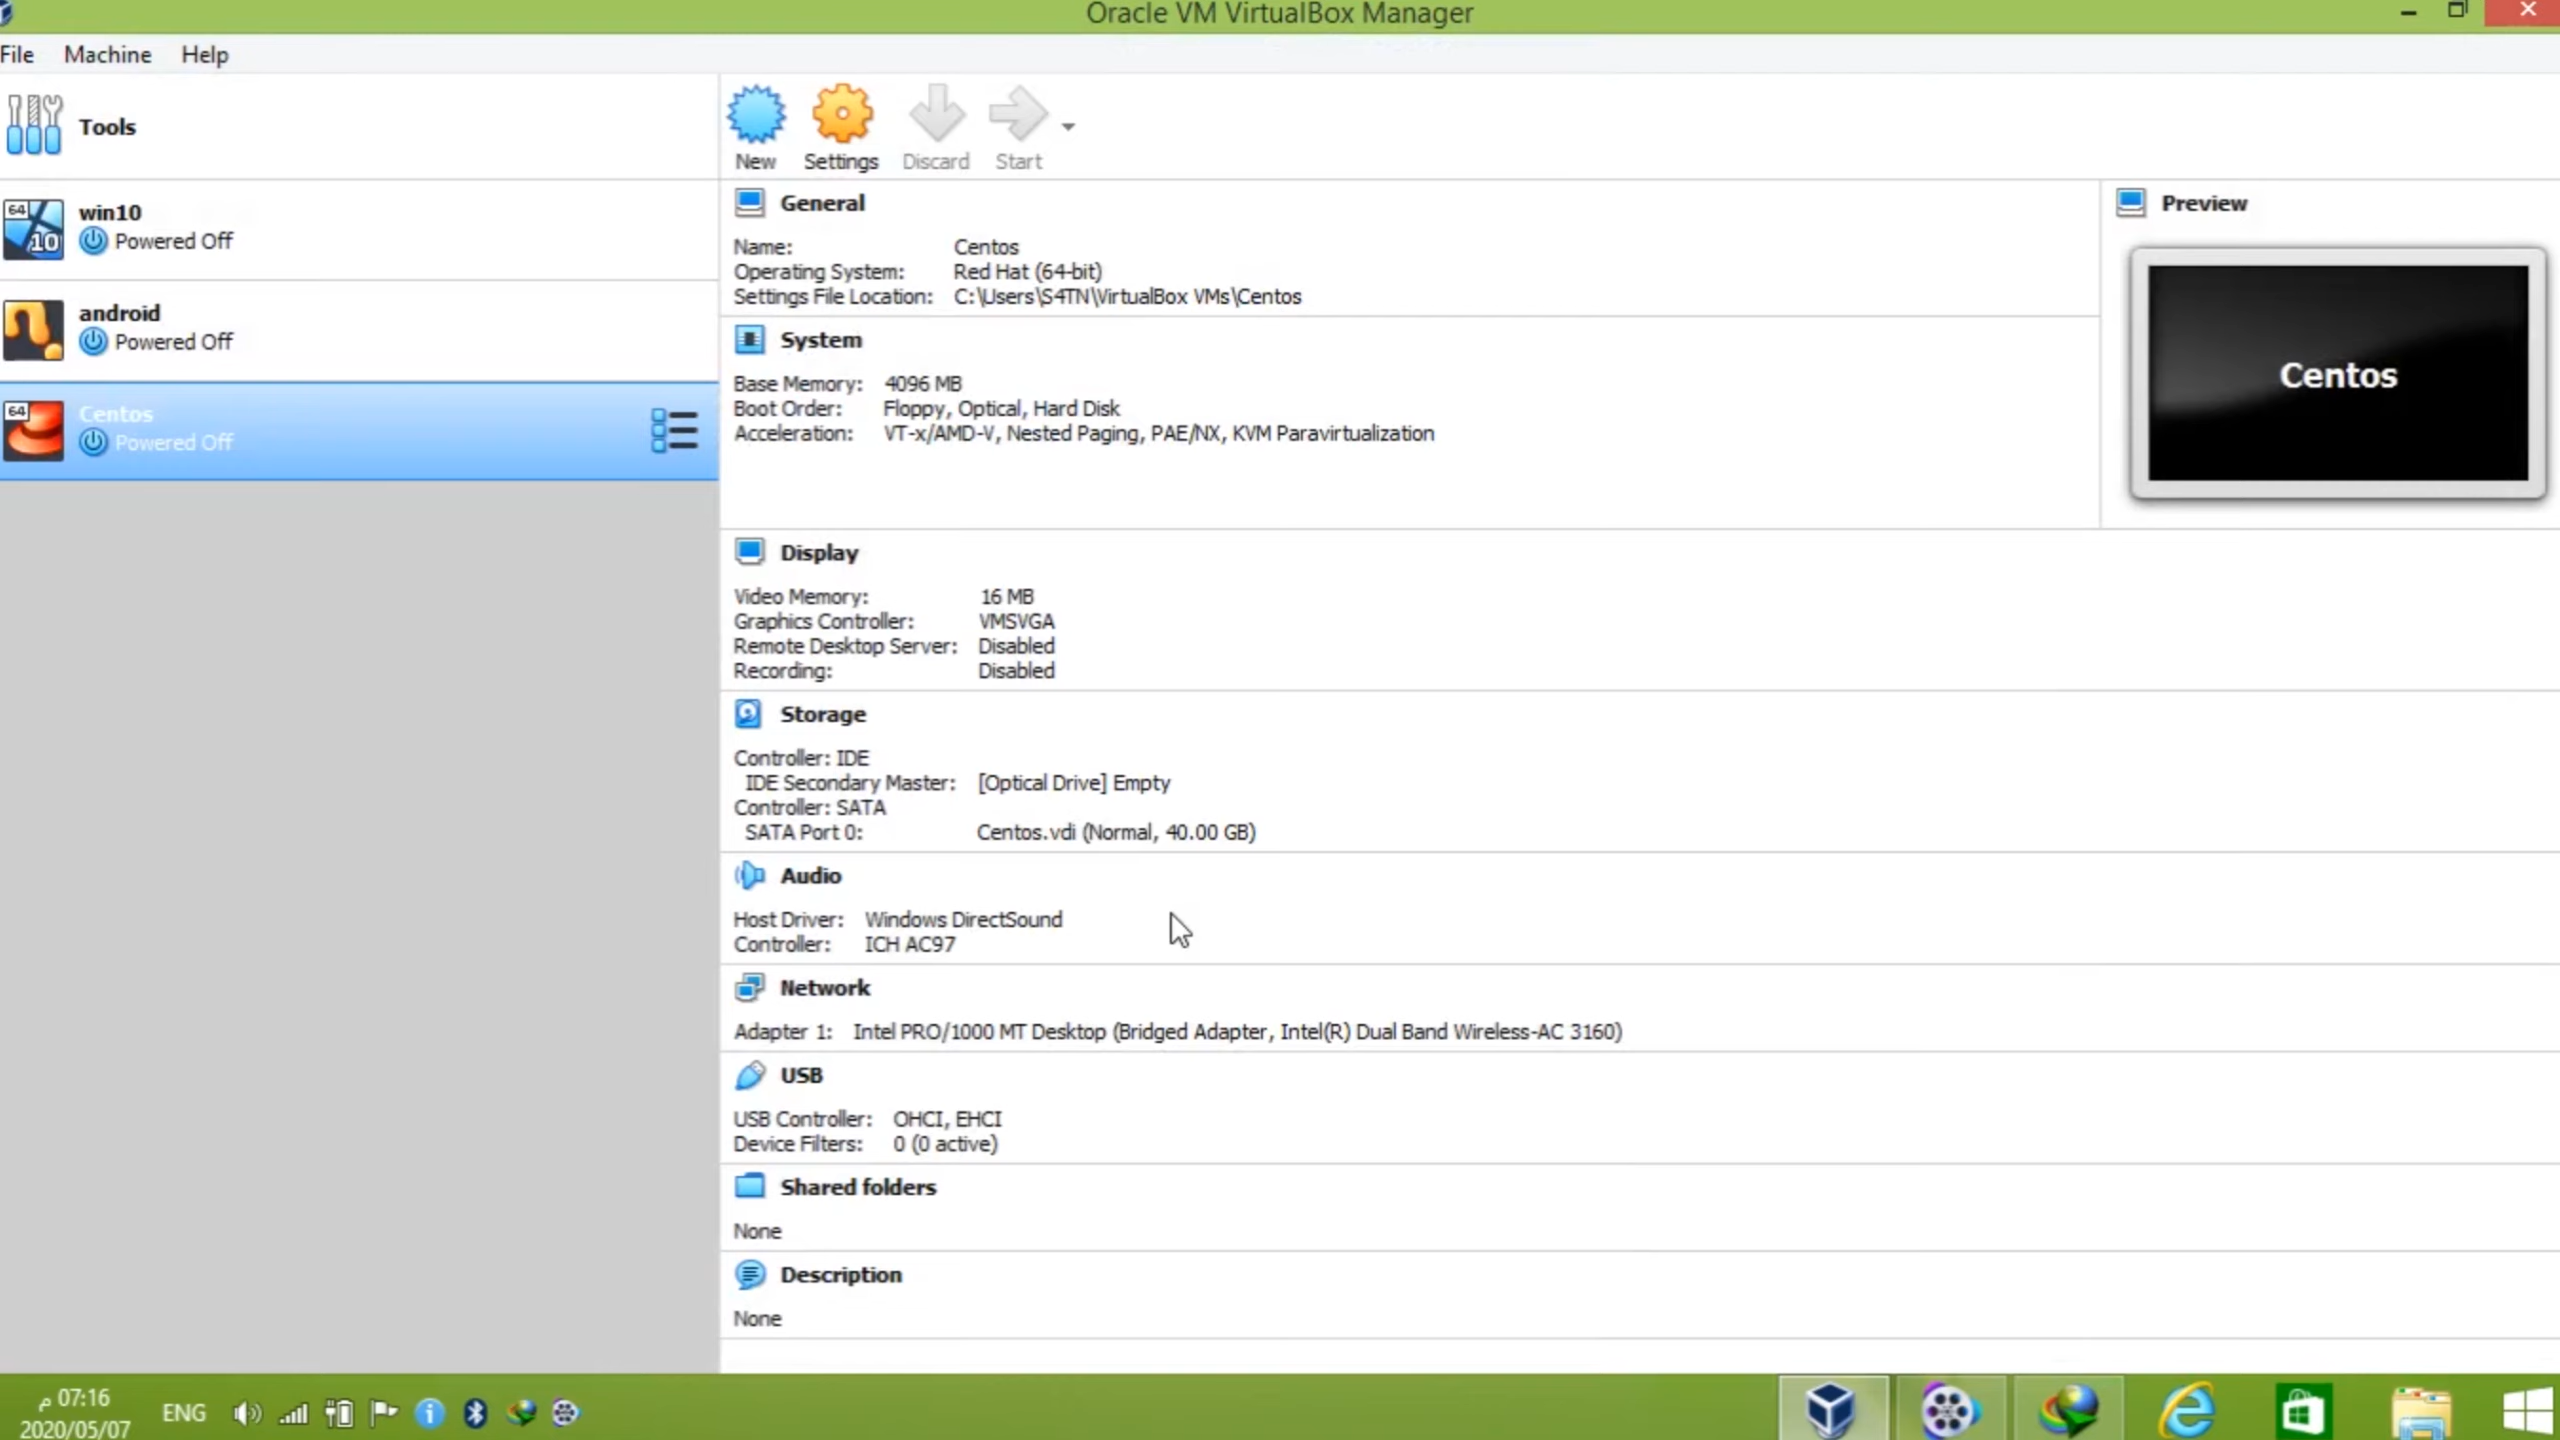 Oracle VM VirtualBox Manager
File Machine Help
Tools
New Settings Discard Start
64
10
win10
Powered Off
android
Powered Off
64
Centos
Powered Off
General
Name: Centos
Operating System: Red Hat (64-bit)
Settings File Location: C:\Users\S4TN\VirtualBox VMs\Centos
Preview
Centos
System
Base Memory: 4096 MB
Boot Order: Floppy, Optical, Hard Disk
Acceleration: VT-x/AMD-V, Nested Paging, PAE/NX, KVM Paravirtualization
Display
Video Memory: 16 MB
Graphics Controller: VMSVGA
Remote Desktop Server: Disabled
Recording: Disabled
Storage
Controller: IDE
IDE Secondary Master: [Optical Drive] Empty
Controller: SATA
SATA Port 0: Centos.vdi (Normal, 40.00 GB)
Audio
Host Driver: Windows DirectSound
Controller: ICH AC97
Network
Adapter 1: Intel PRO/1000 MT Desktop (Bridged Adapter, Intel(R) Dual Band Wireless-AC 3160)
USB
USB Controller: OHCI, EHCI
Device Filters: 0 (0 active)
Shared folders
None
Description
None
07:16 م
2020/05/07
ENG